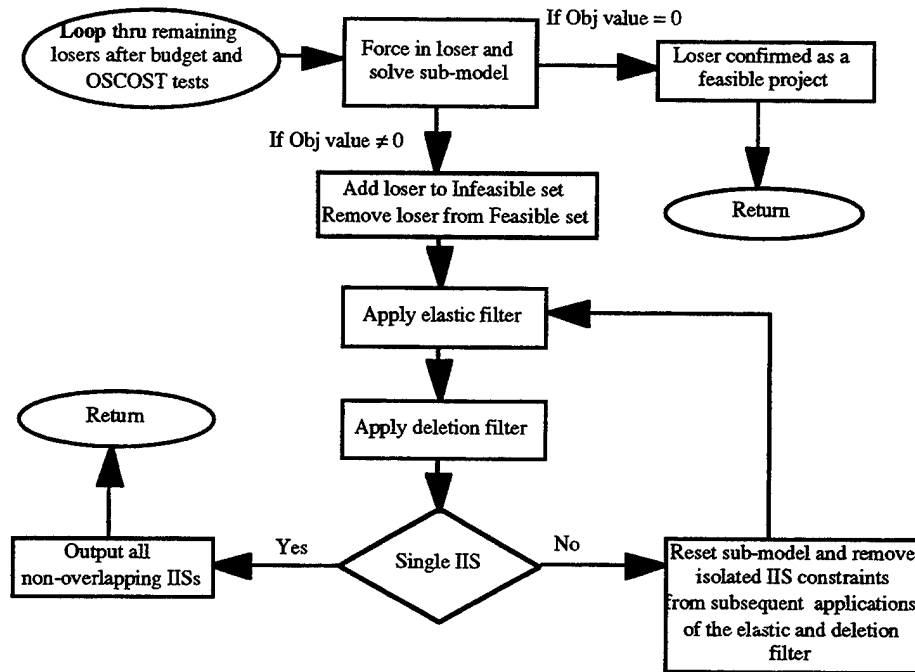 Loop thru remaining
losers after budget and
OSCOST tests
Force in loser and
solve sub-model
If Obj value = 0
Loser confirmed as a
feasible project
Return
If Obj value ≠ 0
Add loser to Infeasible set
Remove loser from Feasible set
Apply elastic filter
Apply deletion filter
Single IIS
Yes
Output all
non-overlapping IISs
Return
No
Reset sub-model and remove
isolated IIS constraints
from subsequent applications
of the elastic and deletion
filter